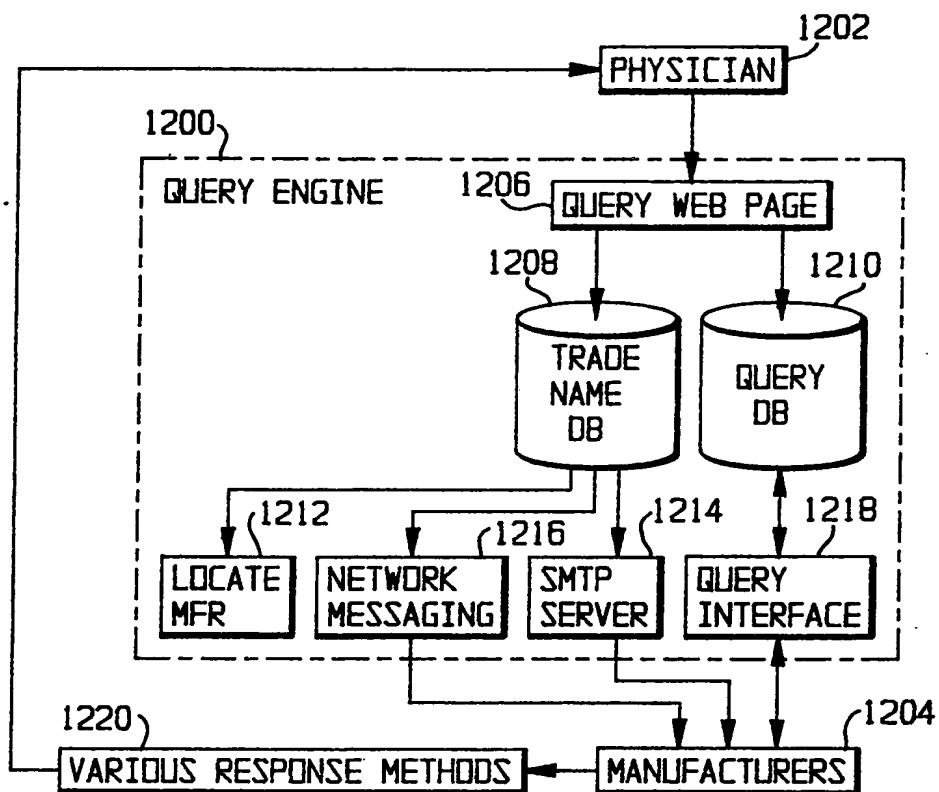 1202
PHYSICIAN
1200
QUERY ENGINE
1206
QUERY WEB PAGE
1208
1210
TRADE
NAME
DB
QUERY
DB
1212
1216
1214
1218
LOCATE
MFR
NETWORK
MESSAGING
SMTP
SERVER
QUERY
INTERFACE
1220
1204
VARIOUS RESPONSE METHODS
MANUFACTURERS